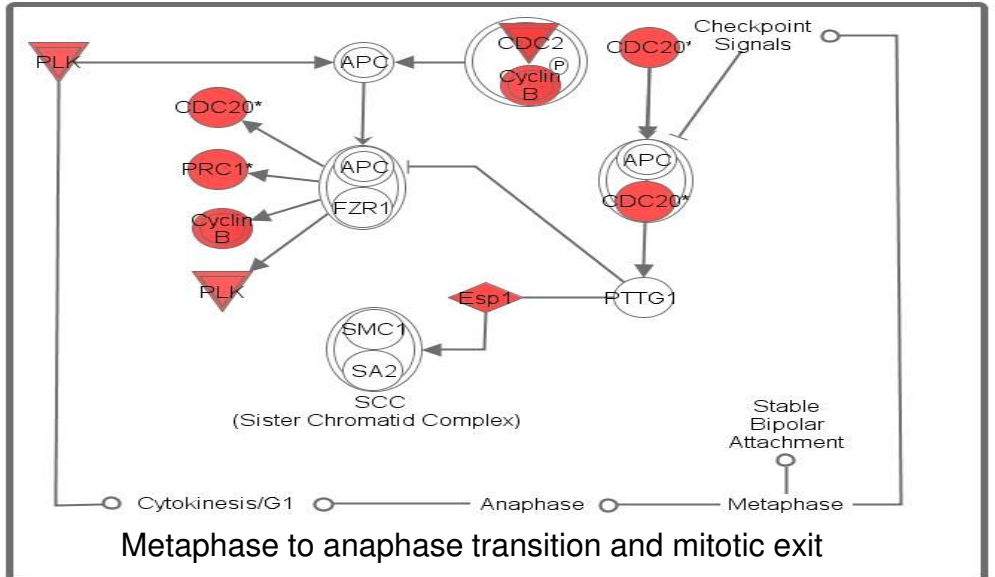 Checkpoint
Signals
PLK
APC
CDC2
P
Cyclin
B
CDC20*
CDC20*
PRC1*
Cyclin
B
PLK
APC
FZR1
APC
CDC20*
Esp1
PTTG1
SMC1
SA2
SCC
(Sister Chromatid Complex)
Stable
Bipolar
Attachment
Cytokinesis/G1
Anaphase
Metaphase
Metaphase to anaphase transition and mitotic exit